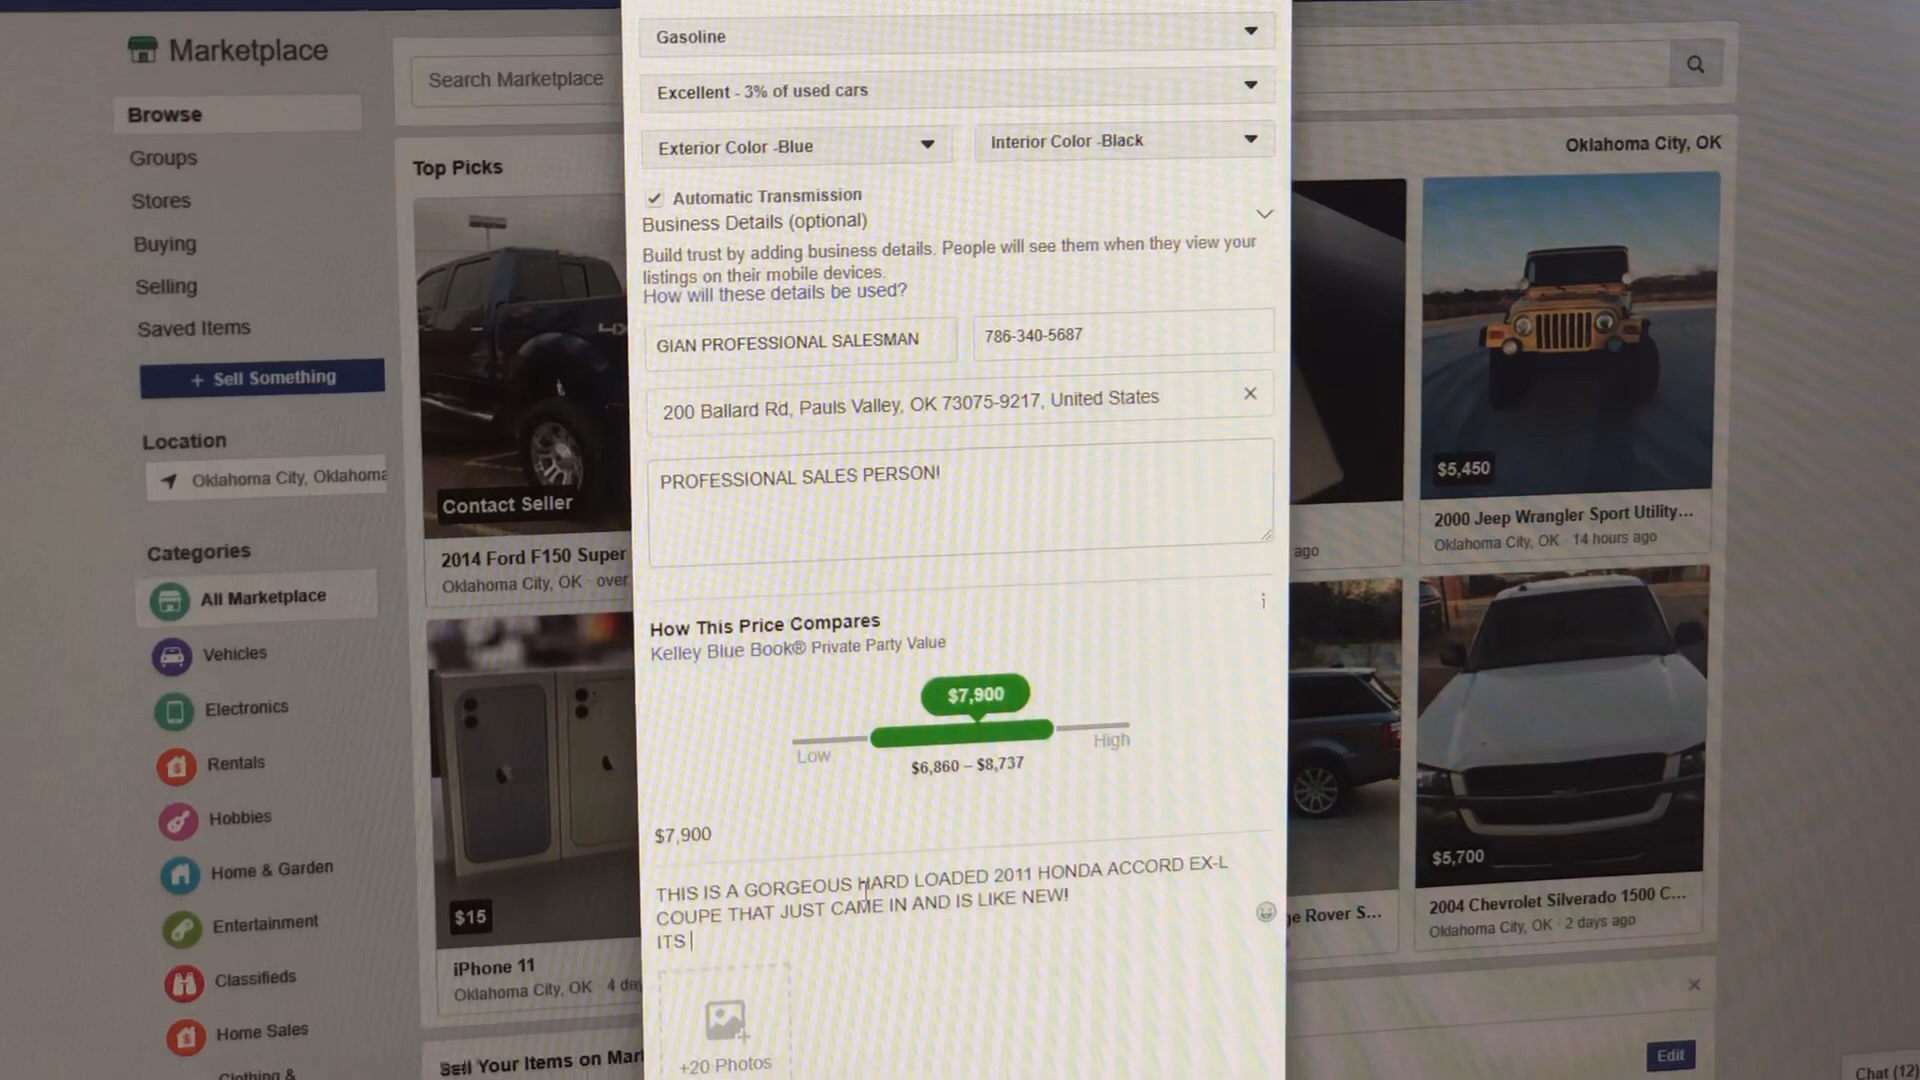 Marketplace
Browse
Groups
Stores
Buying
Selling
Saved Items
+ Sell Something
Location
Oklahoma City, Oklahoma
Categories
All Marketplace
Vehicles
Electronics
Rentals
Hobbies
Home & Garden
Entertainment
Classifieds
Home Sales
Clothing &
Search Marketplace
Top Picks
Contact Seller
2014 Ford F150 Super
Oklahoma City, OK · over
$15
iPhone 11
Oklahoma City, OK · 4 day
Sell Your Items on Mar
Gasoline
Excellent - 3% of used cars
Exterior Color -Blue
Interior Color -Black
Automatic Transmission
Business Details (optional)
Build trust by adding business details. People will see them when they view your
listings on their mobile devices.
How will these details be used?
GIAN PROFESSIONAL SALESMAN
786-340-5687
200 Ballard Rd, Pauls Valley, OK 73075-9217, United States
PROFESSIONAL SALES PERSON!
How This Price Compares
Kelley Blue Book® Private Party Value
$7,900
Low
High
$6,860 – $8,737
$7,900
THIS IS A GORGEOUS HARD LOADED 2011 HONDA ACCORD EX-L
COUPE THAT JUST CAME IN AND IS LIKE NEW!
ITS
+20 Photos
Oklahoma City, OK
$5,450
2000 Jeep Wrangler Sport Utility...
Oklahoma City, OK · 14 hours ago
ago
$5,700
2004 Chevrolet Silverado 1500 C...
Oklahoma City, OK · 2 days ago
ge Rover S...
Edit
Chat (12)